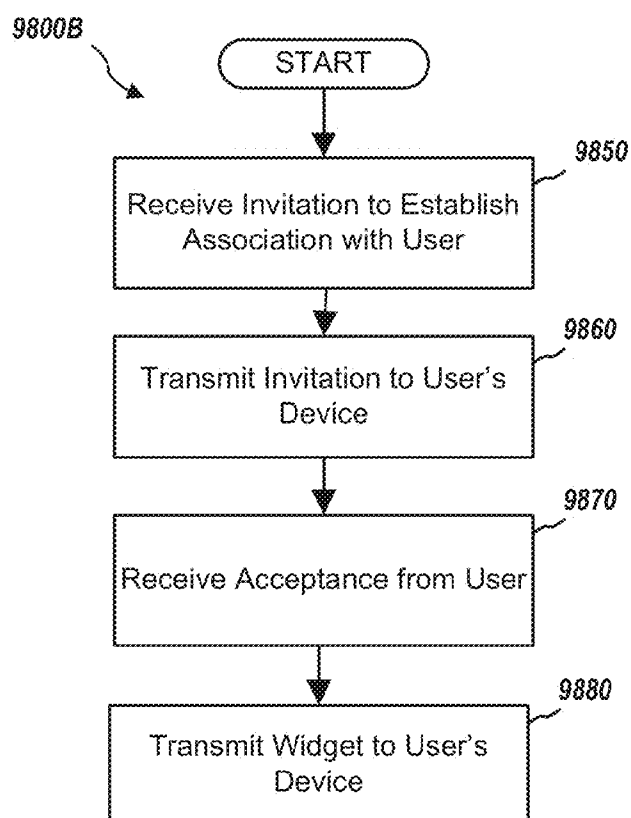 9800B
START
9850
Receive Invitation to Establish
Association with User
9860
Transmit Invitation to User's
Device
9870
Receive Acceptance from User
9880
Transmit Widget to User's
Device